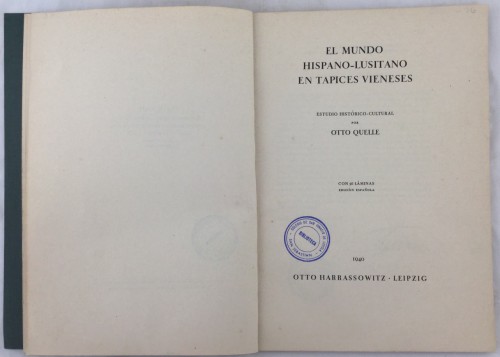 EL MUNDO
HISPANO-LUSITANO
EN TAPICES VIENESES
ESTUDIO HISTÓRICO-CULTURAL
POR
OTTO QUELLE
CON
LÁMINAS
EDICIÓN ESPAÑOLA
BIBLIOTECA
1940
OTTO HARRASSOWITZ · LEIPZIG